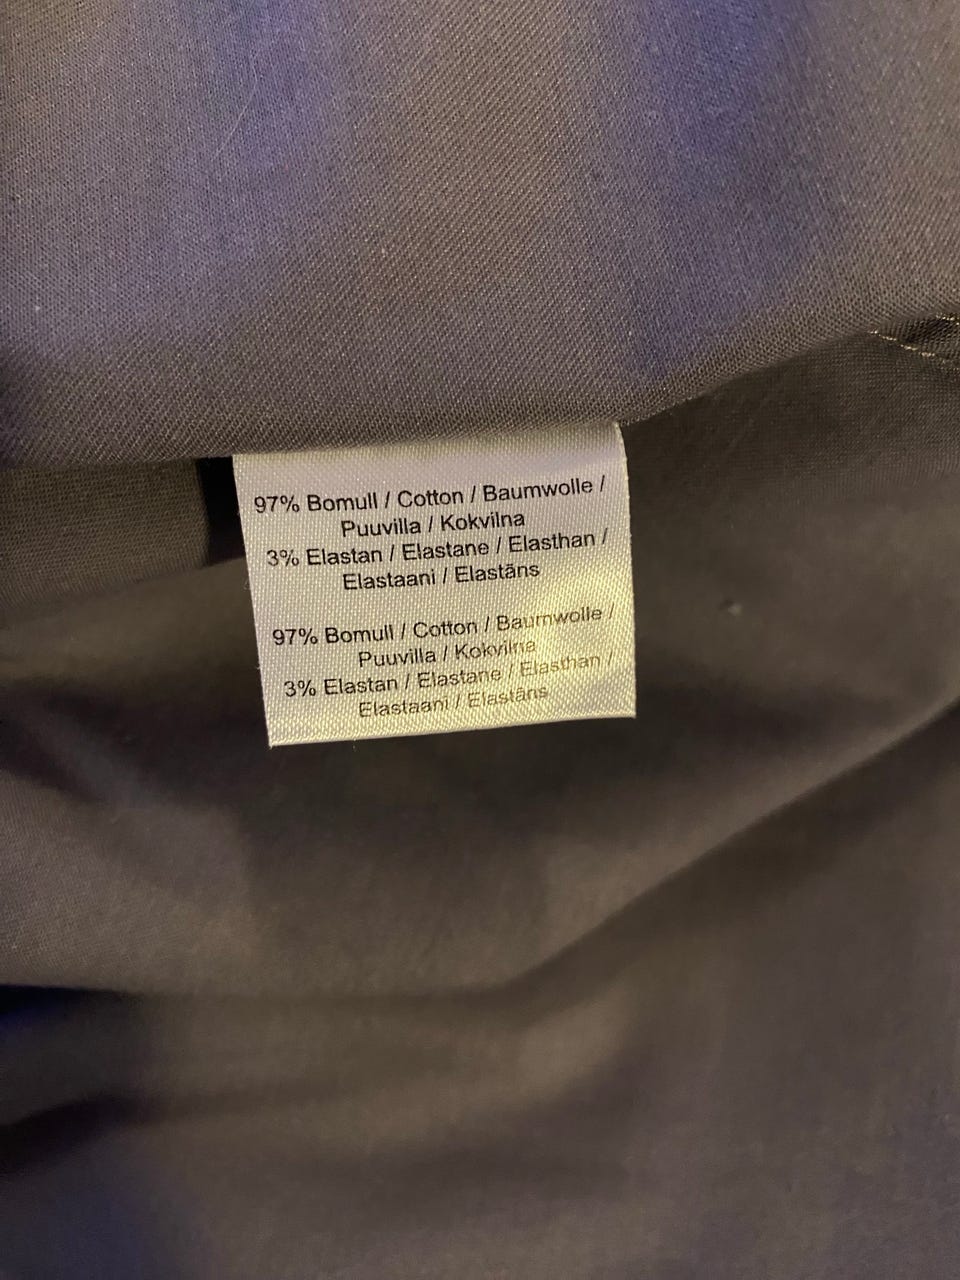 97% Bomull / Cotton / Baumwolle /
Puuvilla / Kokvilna
3% Elastan / Elastane / Elasthan /
Elastaani / Elastāns
97% Bomull / Cotton / Baumwolle /
Puuvilla / Kokvilna
3% Elastan / Elastane / Elasthan /
Elastaani / Elastāns